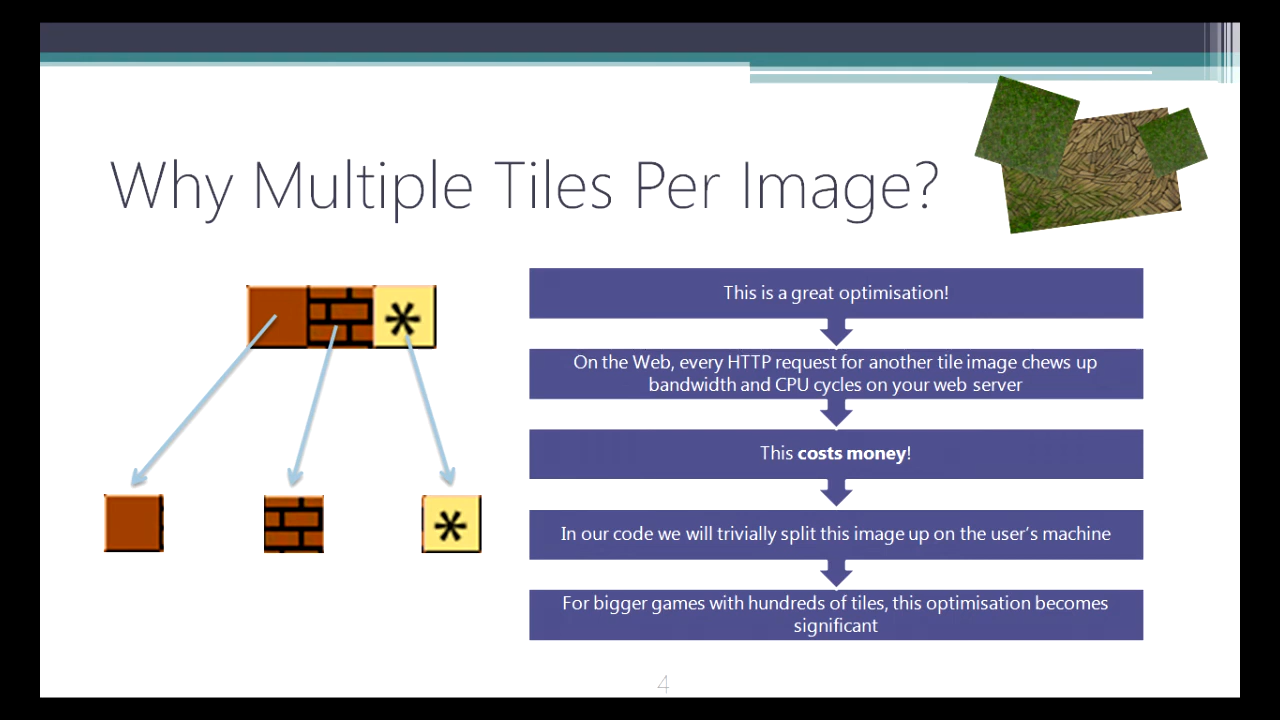 Why Multiple Tiles Per Image?
This is a great optimisation!
On the Web, every HTTP request for another tile image chews up
bandwidth and CPU cycles on your web server
This costs money!
In our code we will trivially split this image up on the user's machine
For bigger games with hundreds of tiles, this optimisation becomes
significant
4